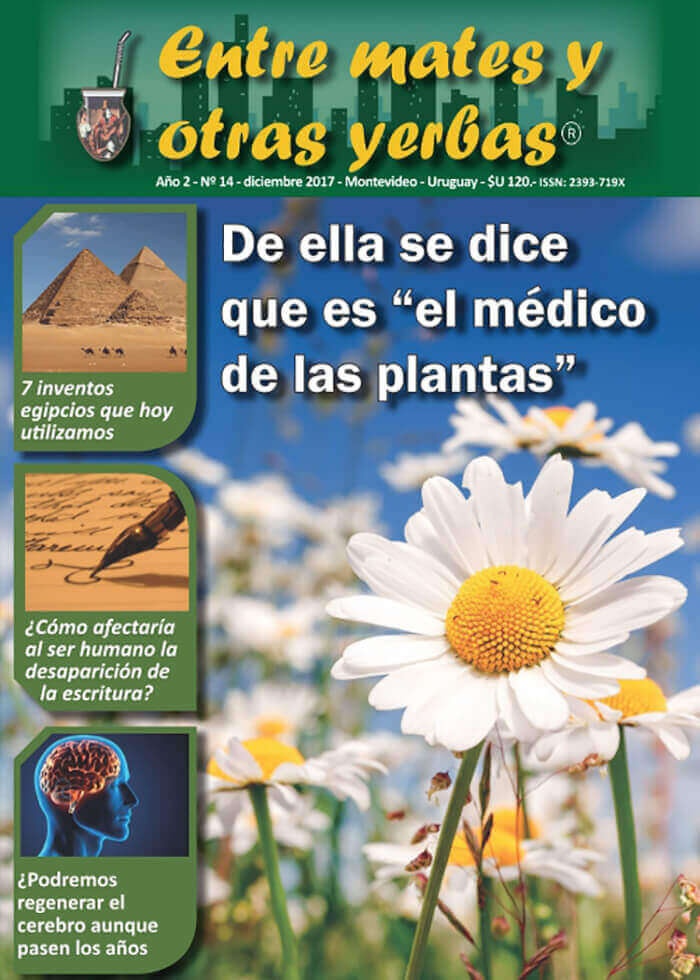 Entre mates y
otras yerbas®
Año 2 - Nº 14 - diciembre 2017 - Montevideo - Uruguay - $U 120.- ISSN: 2393-719X
De ella se dice
que es “el médico
de las plantas”
7 inventos
egipcios que hoy
utilizamos
¿Cómo afectaría
al ser humano la
desaparición de
la escritura?
¿Podremos
regenerar el
cerebro aunque
pasen los años